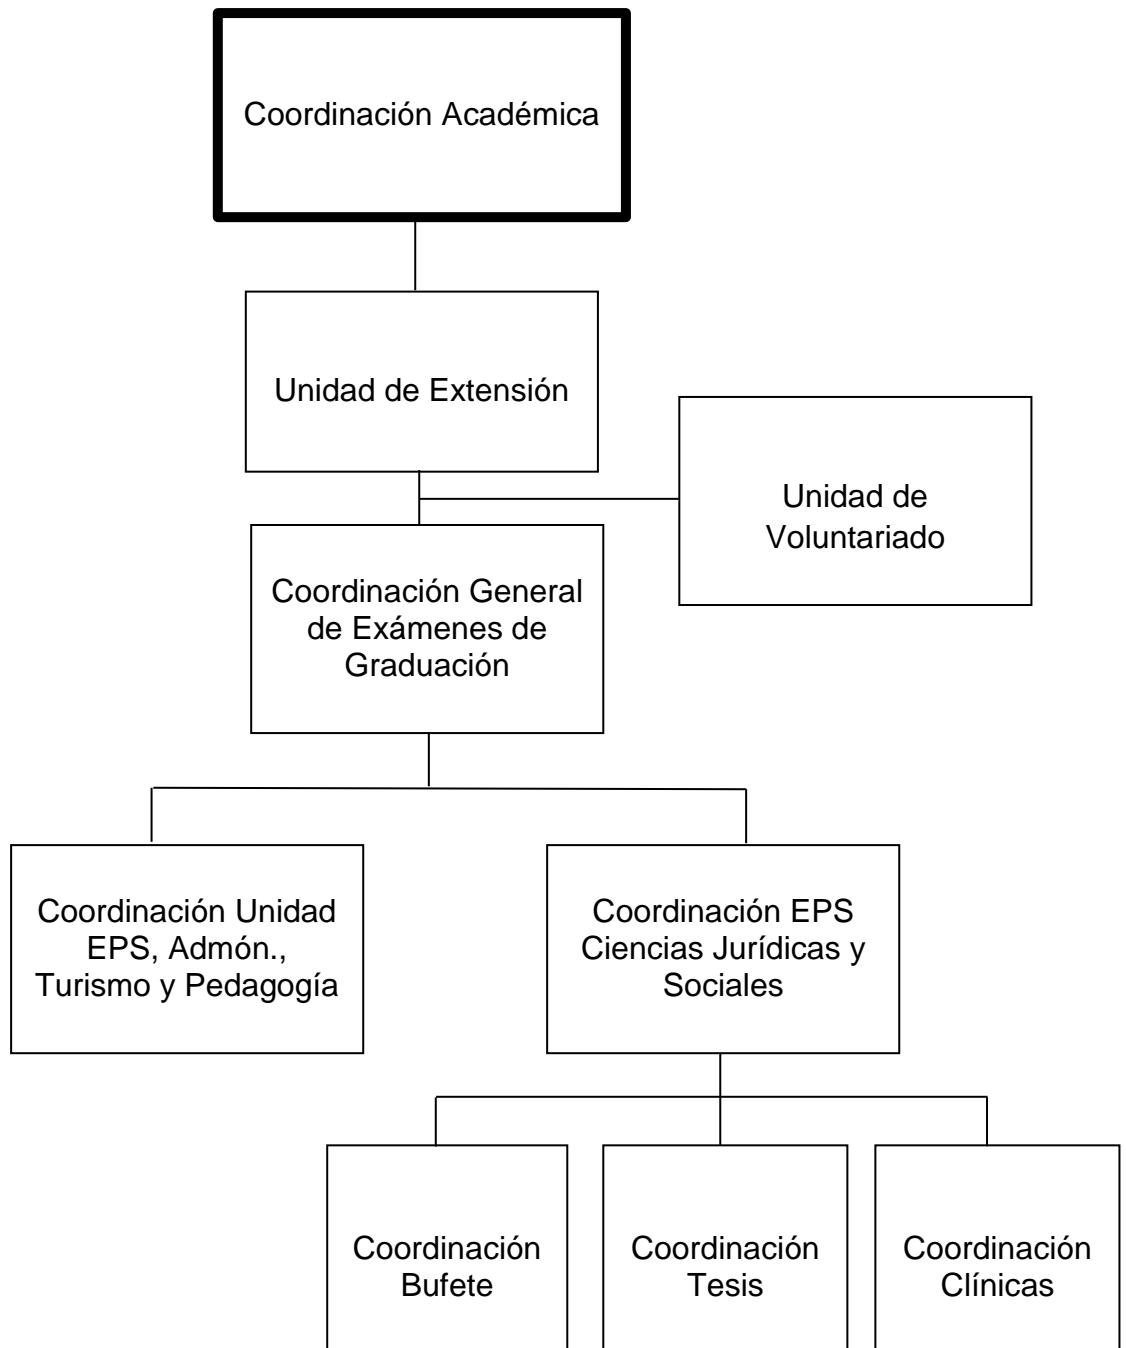 Coordinación Académica
Unidad de Extensión
Unidad de
Voluntariado
Coordinación General
de Exámenes de
Graduación
Coordinación Unidad
EPS, Admón.,
Turismo y Pedagogía
Coordinación EPS
Ciencias Jurídicas y
Sociales
Coordinación
Bufete
Coordinación
Tesis
Coordinación
Clínicas